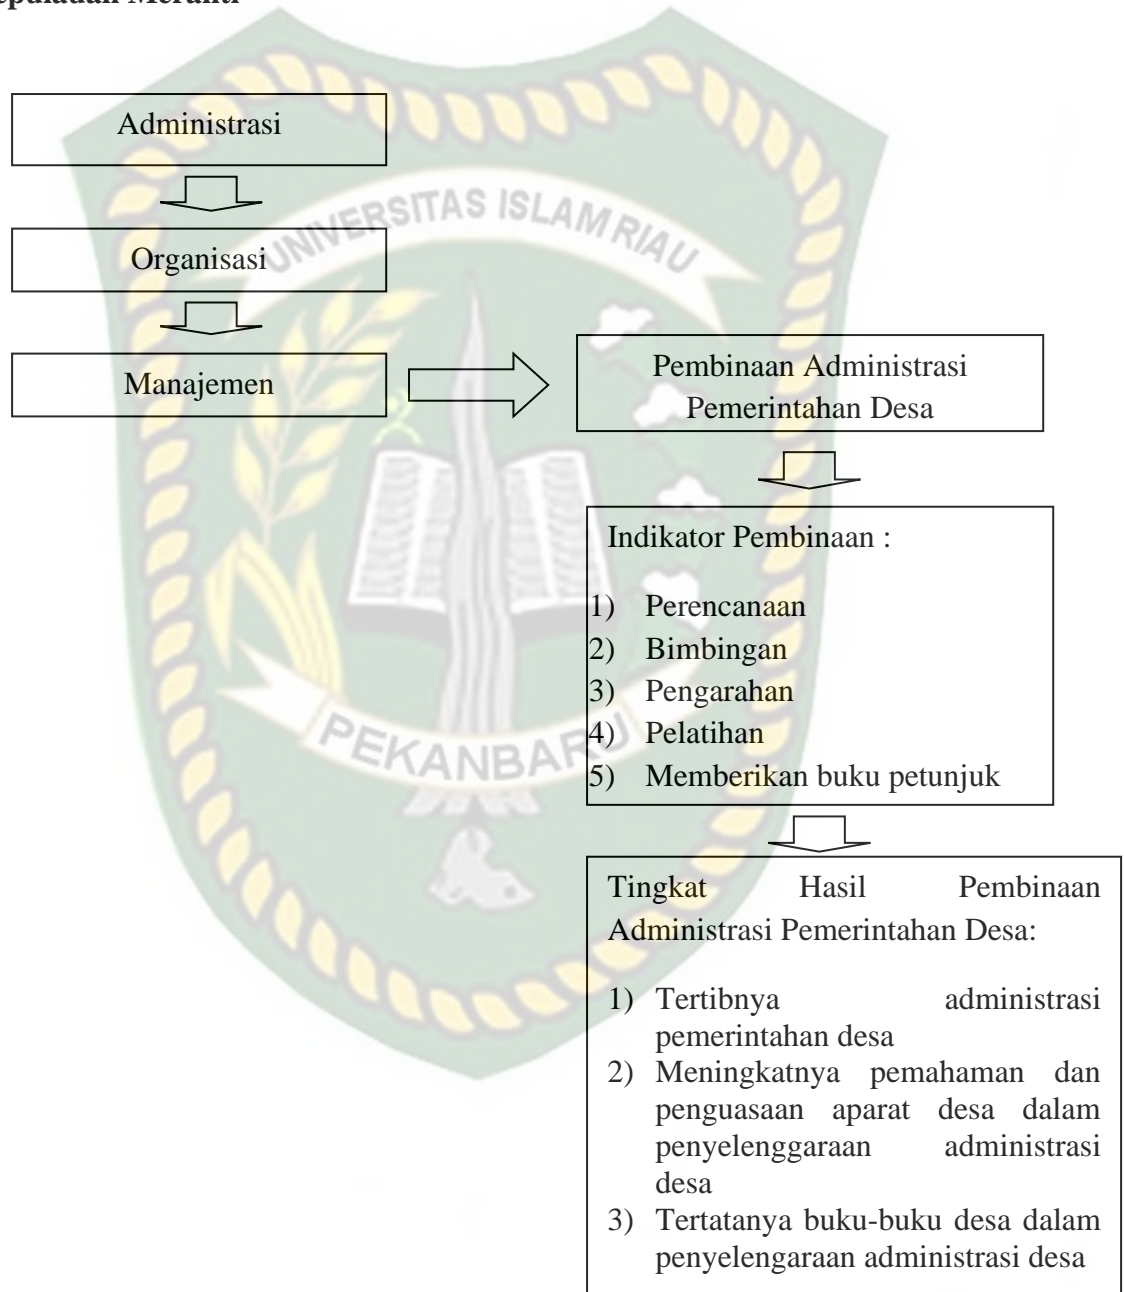 Administrasi
UNIVERSITAS ISLAM RIAU
Organisasi
Manajemen
Pembinaan Administrasi
Pemerintahan Desa
Indikator Pembinaan :
1) Perencanaan
2) Bimbingan
3) Pengarahan
4) Pelatihan
5) Memberikan buku petunjuk
PEKANBARU
Tingkat Hasil Pembinaan
Administrasi Pemerintahan Desa:
1) Tertibnya administrasi
pemerintahan desa
2) Meningkatnya pemahaman dan
penguasaan aparat desa dalam
penyelenggaraan administrasi
desa
3) Tertatanya buku-buku desa dalam
penyelengaraan administrasi desa